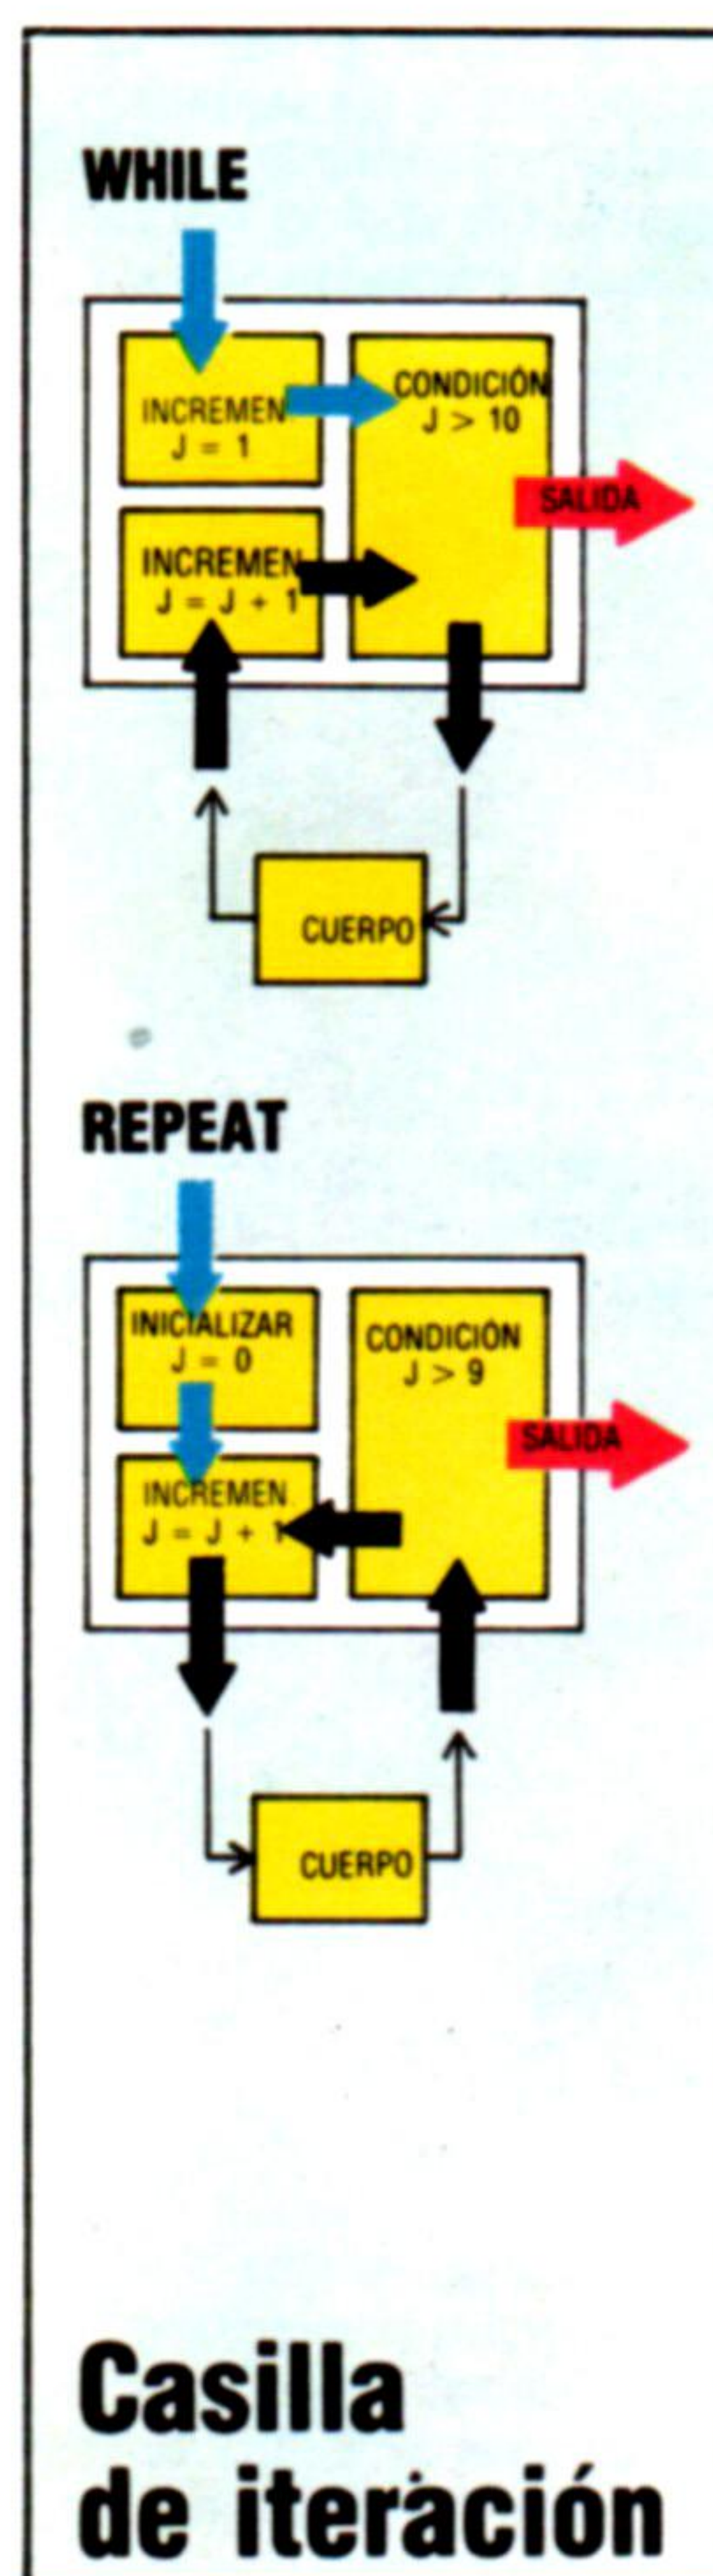 WHILE
INCREMEN
J = 1
CONDICIÓN
J > 10
SALIDA
INCREMEN
J = J + 1
CUERPO
REPEAT
INICIALIZAR
J = 0
CONDICIÓN
J > 9
SALIDA
INCREMEN.
J = J + 1
CUERPO
Casilla
de iteración